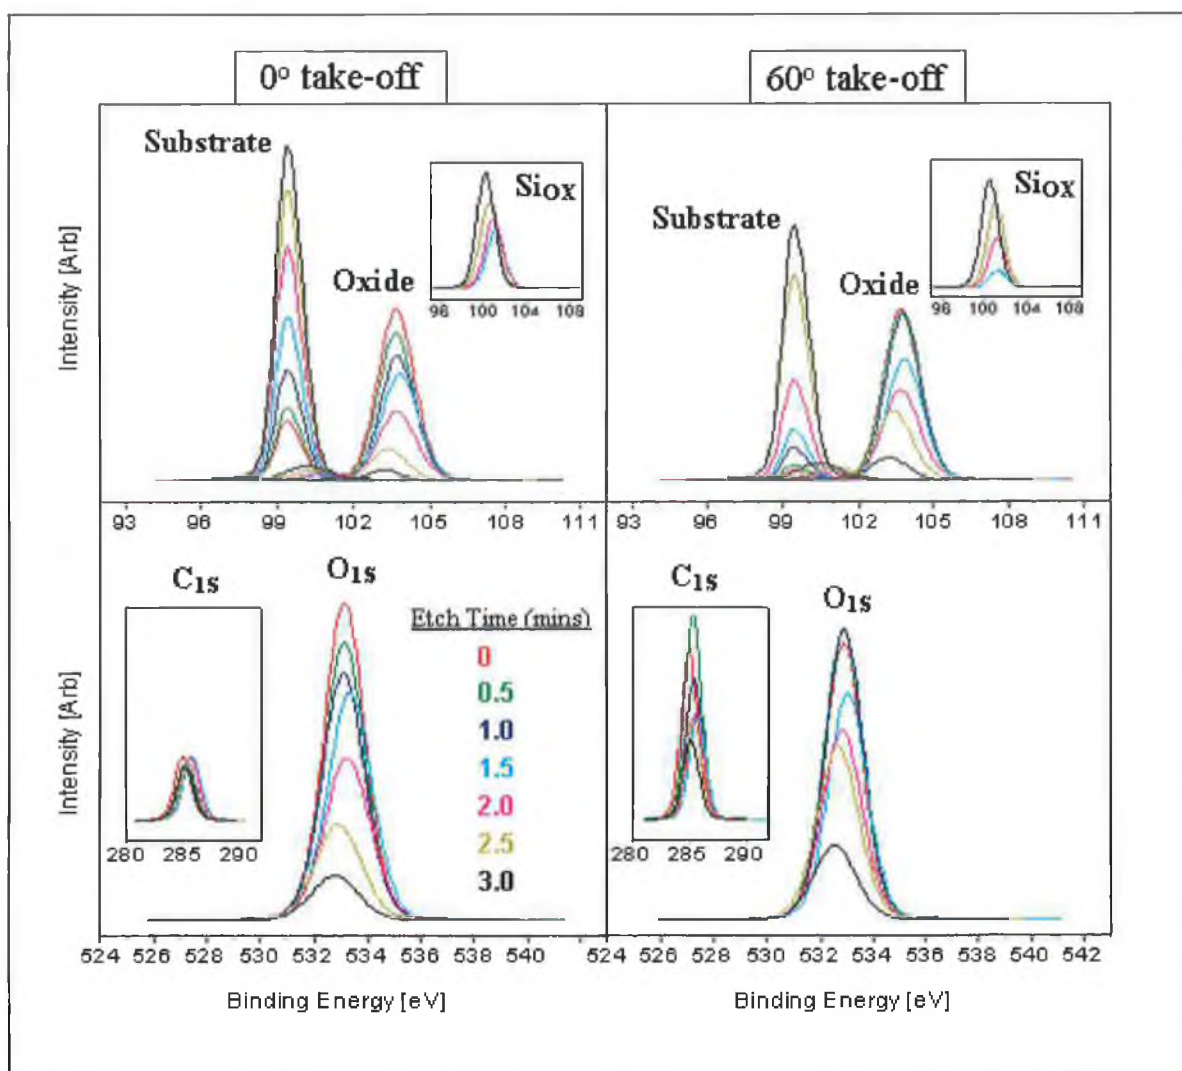 0º take-off
60º take-off
Substrate
SiOX
Oxide
96 100 104 108
Substrate
SiOX
Oxide
96 100 104 108
Intensity [Arb]
93 96 99 102 105 108 111
93 96 99 102 105 108 111
C1S
O1S
Etch Time (mins)
0
0.5
1.0
1.5
2.0
2.5
3.0
280 285 290
C1S
O1S
280 285 290
Intensity [Arb]
524 526 528 530 532 534 536 538 540
524 526 528 530 532 534 536 538 540 542
Binding Energy [eV]
Binding Energy [eV]